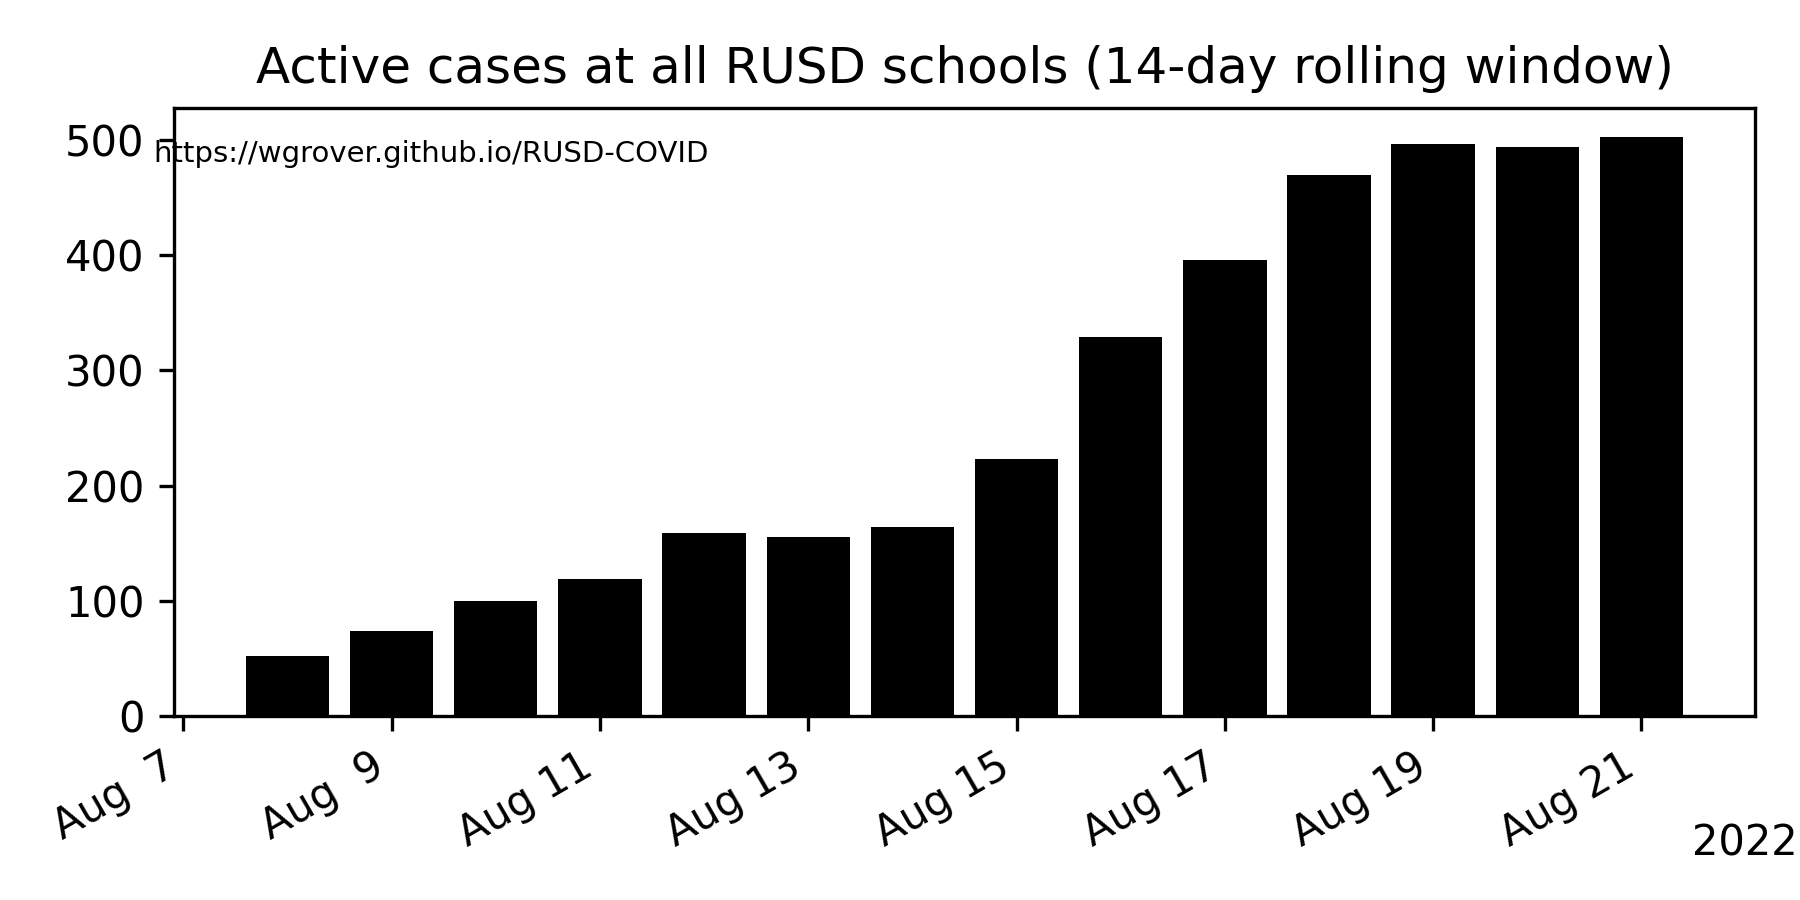 Active cases at all RUSD schools (14-day rolling window)
https://wgrover.github.io/RUSD-COVID
500
400
300
200
100
0
Aug 7
Aug 9
Aug 11
Aug 13
Aug 15
Aug 17
Aug 19
Aug 21
2022